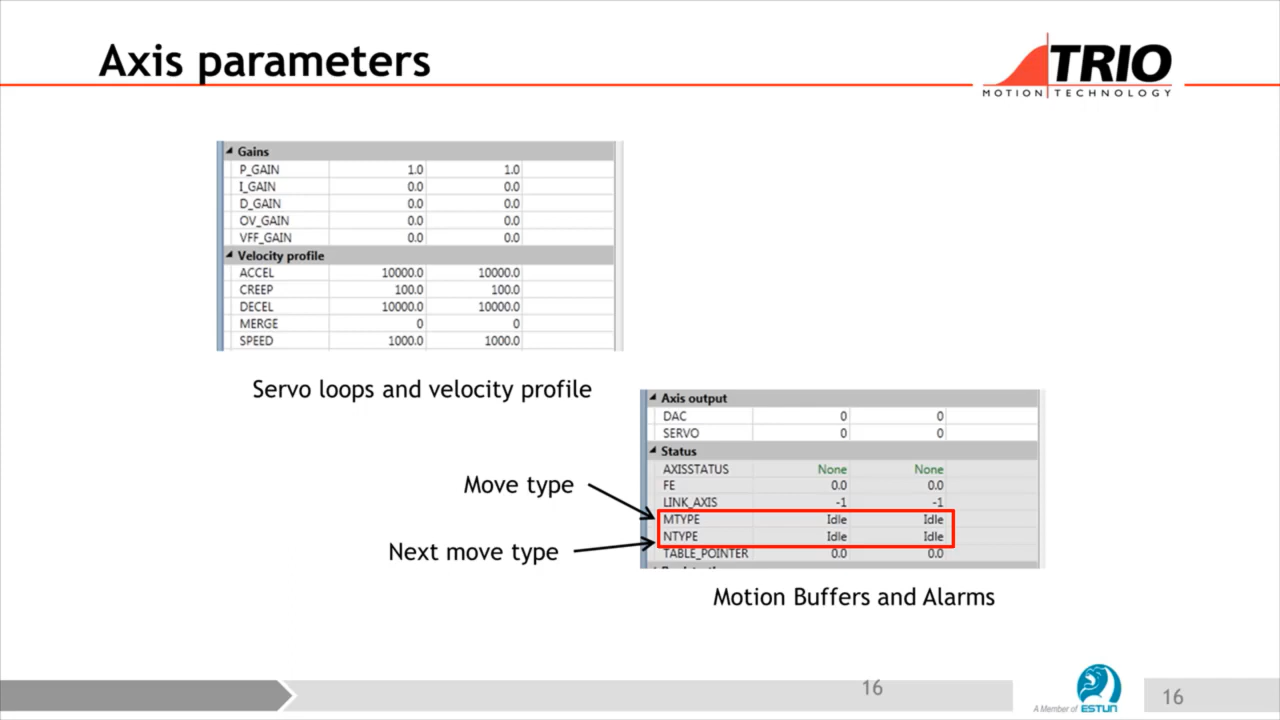 Axis parameters
TRIO
MOTION TECHNOLOGY
Gains
P_GAIN 1.0 1.0
I_GAIN 0.0 0.0
D_GAIN 0.0 0.0
OV_GAIN 0.0 0.0
VFF_GAIN 0.0 0.0
Velocity profile
ACCEL 10000.0 10000.0
CREEP 100.0 100.0
DECEL 10000.0 10000.0
MERGE 0 0
SPEED 1000.0 1000.0
Servo loops and velocity profile
Axis output
DAC 0 0
SERVO 0 0
Status
AXISSTATUS None None
FE 0.0 0.0
LINK_AXIS -1 -1
MTYPE Idle Idle
NTYPE Idle Idle
TABLE_POINTER 0.0 0.0
Move type
Next move type
Motion Buffers and Alarms
16
A Member of ESTUN
16